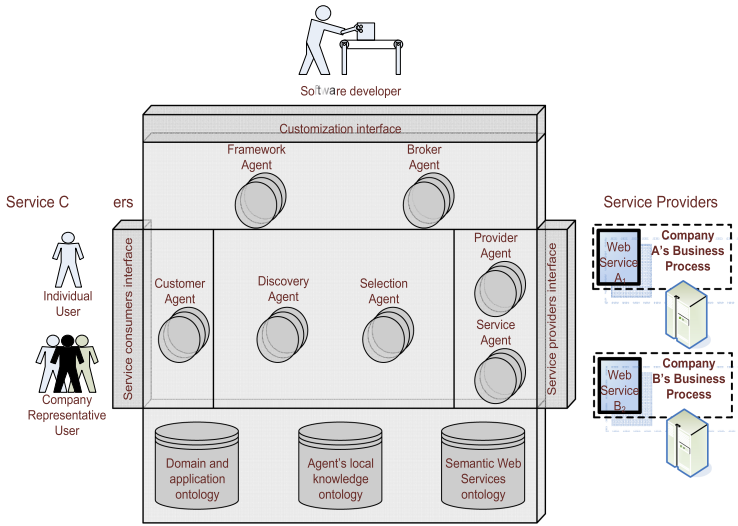 Software developer
Customization interface
Framework
Agent
Broker
Agent
Service C ers
Service Providers
Individual
User
Company
Representative
User
Service consumers interface
Customer
Agent
Discovery
Agent
Selection
Agent
Provider
Agent
Service
Agent
Service providers interface
Web
Service
A1
Company
A's Business
Process
Web
Service
B2
Company
B's Business
Process
Domain and
application
ontology
Agent's local
knowledge
ontology
Semantic Web
Services
ontology